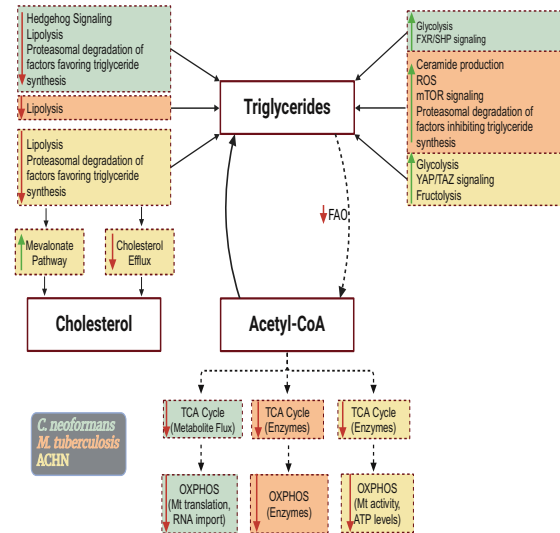 Hedgehog Signaling
Lipolysis
Proteasomal degradation of
factors favoring triglyceride
synthesis
Lipolysis
Lipolysis
Proteasomal degradation of
factors favoring triglyceride
synthesis
Triglycerides
Glycolysis
FXR/SHP signaling
Ceramide production
ROS
mTOR signaling
Proteasomal degradation of
factors inhibiting triglyceride
synthesis
Glycolysis
YAP/TAZ signaling
Fructolysis
FAO
Mevalonate
Pathway
Cholesterol
Efflux
Cholesterol
Acetyl-CoA
TCA Cycle
(Metabolite Flux)
TCA Cycle
(Enzymes)
TCA Cycle
(Enzymes)
C. neoformans
M. tuberculosis
ACHN
OXPHOS
(Mt translation,
RNA import)
OXPHOS
(Enzymes)
OXPHOS
(Mt activity,
ATP levels)